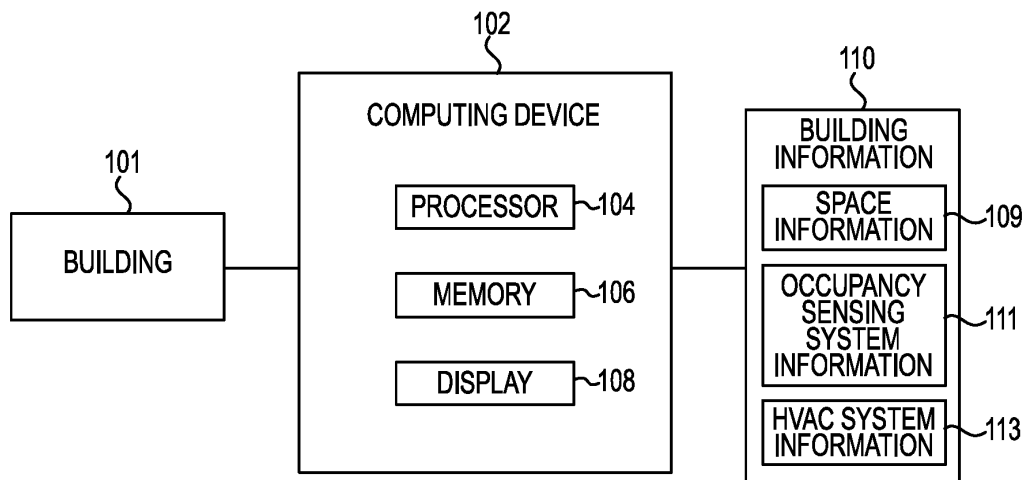 101
BUILDING
102
COMPUTING DEVICE
PROCESSOR
104
MEMORY
106
DISPLAY
108
110
BUILDING
INFORMATION
SPACE
INFORMATION
109
OCCUPANCY
SENSING
SYSTEM
INFORMATION
111
HVAC SYSTEM
INFORMATION
113